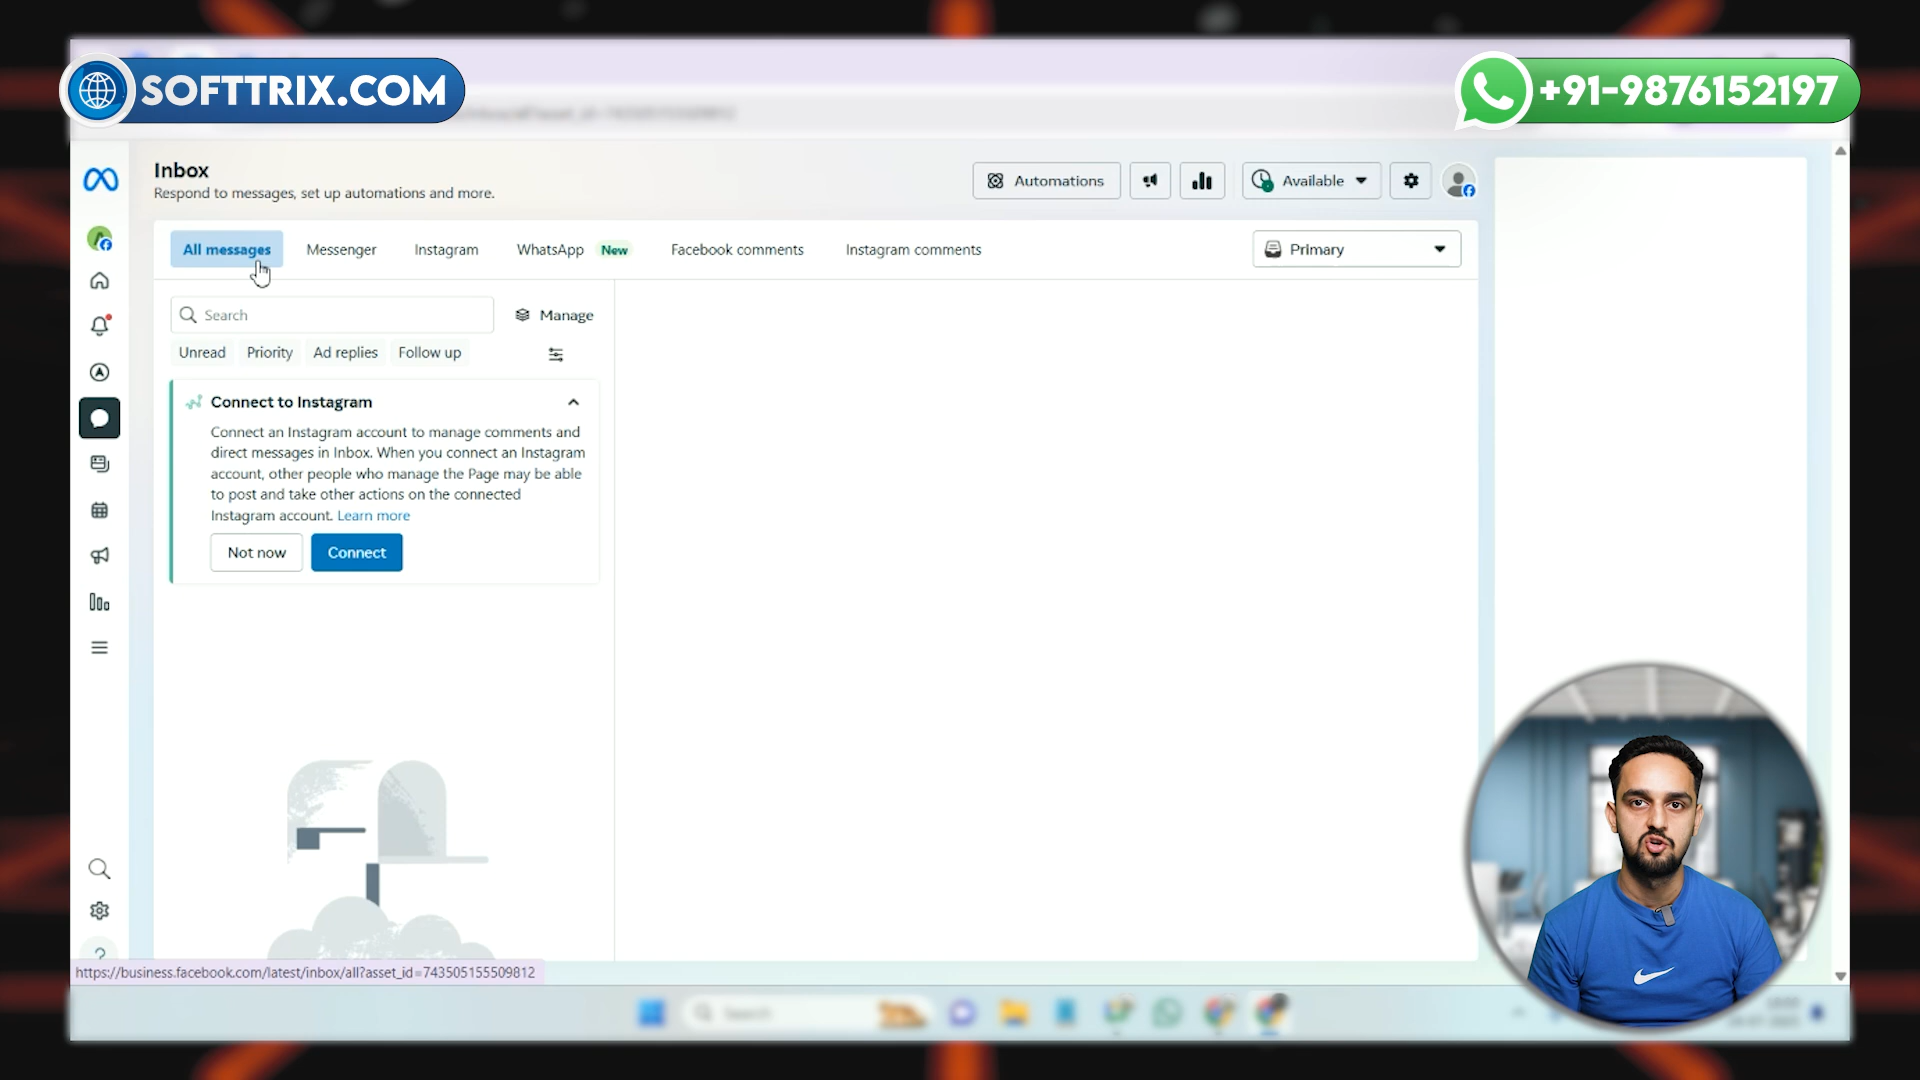 SOFTTRIX.COM
+91-9876152197
Inbox
Respond to messages, set up automations and more.
Automations
Available
All messages
Messenger
Instagram
WhatsApp New
Facebook comments
Instagram comments
Primary
Search
Manage
Unread
Priority
Ad replies
Follow up
Connect to Instagram
Connect an Instagram account to manage comments and
direct messages in Inbox. When you connect an Instagram
account, other people who manage the Page may be able
to post and take other actions on the connected
Instagram account. Learn more
Not now
Connect
https://business.facebook.com/latest/inbox/all?asset_id=743505155509812
Search